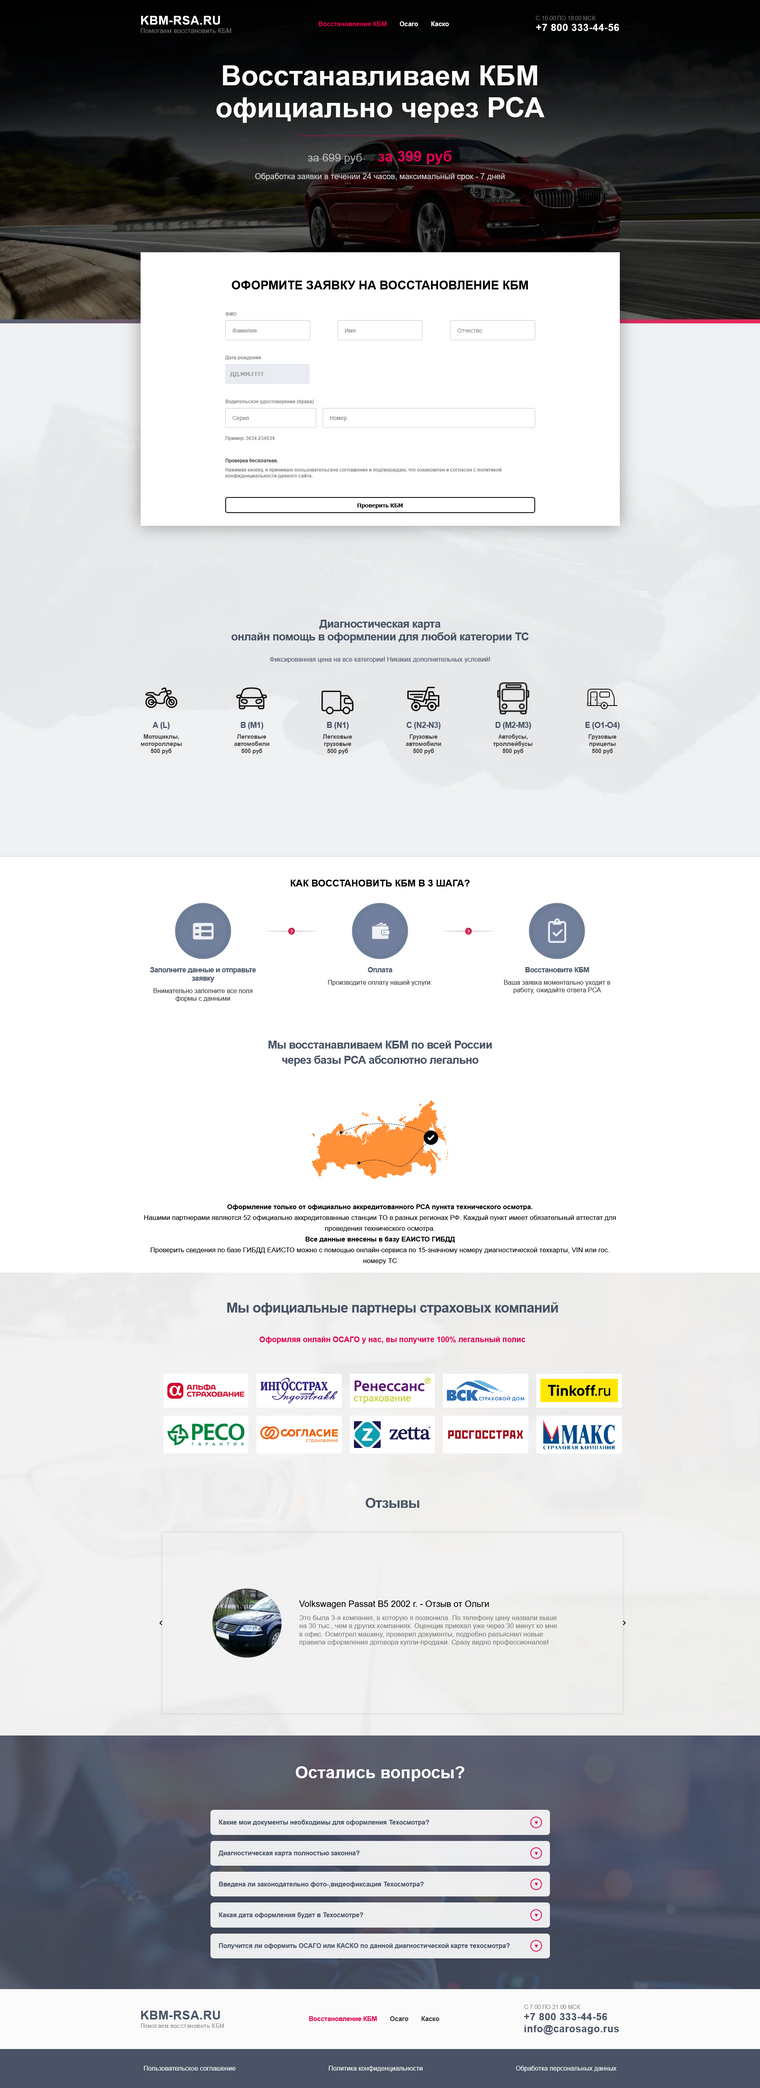 KBM-RSA.RU
Помогаем восстановить КБМ
Восстановление КБМ
Осаго
Каско
С 10.00 ПО 18:00 МСК
+7 800 333-44-56
Восстанавливаем КБМ
официально через РСА
за 699 руб
за 399 руб
Обработка заявки в течении 24 часов, максимальный срок - 7 дней
ОФОРМИТЕ ЗАЯВКУ НА ВОССТАНОВЛЕНИЕ КБМ
ФИО
Фамилия
Имя
Отчество
Дата рождения
ДД.ММ.ГГГГ
Водительское удостоверение (права)
Серия
Номер
Пример: 3634 234534
Проверка бесплатная.
Нажимая кнопку, я принимаю пользовательское соглашение и подтверждаю, что ознакомлен и согласен с политикой
конфиденциальности данного сайта.
Проверить КБМ
Диагностическая карта
онлайн помощь в оформлении для любой категории ТС
Фиксированная цена на все категории! Никаких дополнительных условий!
A (L)
Мотоциклы,
мотороллеры
500 руб
B (M1)
Легковые
автомобили
500 руб
B (N1)
Легковые
грузовые
500 руб
C (N2-N3)
Грузовые
автомобили
500 руб
D (M2-M3)
Автобусы,
троллейбусы
500 руб
E (O1-O4)
Грузовые
прицепы
500 руб
КАК ВОССТАНОВИТЬ КБМ В 3 ШАГА?
Заполните данные и отправьте
заявку
Внимательно заполните все поля
формы с данными
Оплата
Производите оплату нашей услуги.
Восстановите КБМ
Ваша заявка моментально уходит в
работу, ожидайте ответа РСА
Мы восстанавливаем КБМ по всей России
через базы РСА абсолютно легально
Оформление только от официально аккредитованного РСА пункта технического осмотра.
Нашими партнерами являются 52 официально аккредитованные станции ТО в разных регионах РФ. Каждый пункт имеет обязательный аттестат для
проведения технического осмотра.
Все данные внесены в базу ЕАИСТО ГИБДД
Проверить сведения по базе ГИБДД ЕАИСТО можно с помощью онлайн-сервиса по 15-значному номеру диагностической техкарты, VIN или гос.
номеру ТС
Мы официальные партнеры страховых компаний
Оформляя онлайн ОСАГО у нас, вы получите 100% легальный полис
АЛЬФА
СТРАХОВАНИЕ
ИНГОССТРАХ
Ingosstrakh
Ренессанс
страхование
ВСК СТРАХОВОЙ ДОМ
Tinkoff.ru
РЕСО
ГАРАНТИЯ
СОГЛАСИЕ
страхование
Z zetta
РОСГОССТРАХ
МАКС
СТРАХОВАЯ КОМПАНИЯ
Отзывы
Volkswagen Passat B5 2002 г. - Отзыв от Ольги
Это была 3-я компания, в которую я позвонила. По телефону цену назвали выше
на 30 тыс., чем в других компаниях. Оценщик приехал уже через 30 минут ко мне
в офис. Осмотрел машину, проверил документы, подробно разъяснил новые
правила оформления договора купли-продажи. Сразу видно профессионалов!
Остались вопросы?
Какие мои документы необходимы для оформления Техосмотра?
Диагностическая карта полностью законна?
Введена ли законодательно фото-,видеофиксация Техосмотра?
Какая дата оформления будет в Техосмотре?
Получится ли оформить ОСАГО или КАСКО по данной диагностической карте техосмотра?
KBM-RSA.RU
Помогаем восстановить КБМ
Восстановление КБМ
Осаго
Каско
С 7.00 ПО 21.00 МСК
+7 800 333-44-56
info@carosago.rus
Пользовательское соглашение
Политика конфиденциальности
Обработка персональных данных